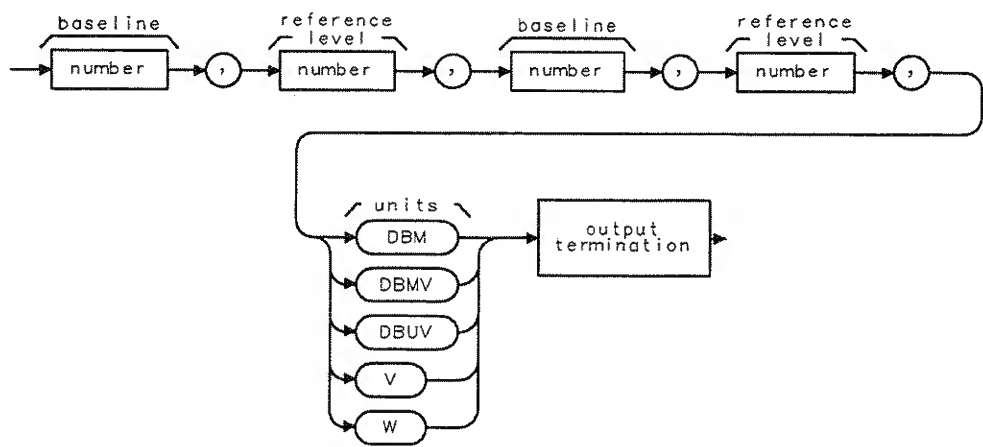 baseline
reference
level
baseline
reference
level
number , number , number , number ,
units
DBM
DBMV
DBUV
V
W
output
termination